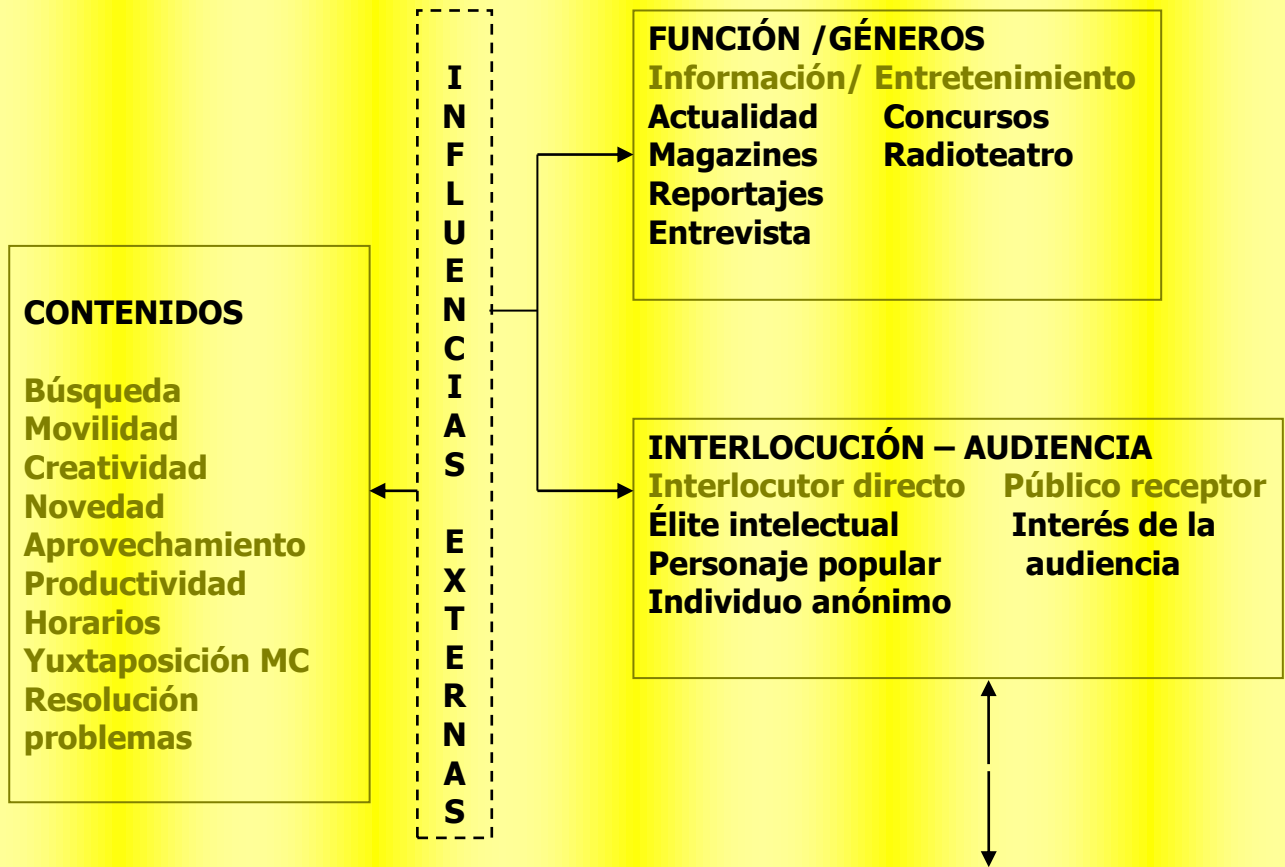 CONTENIDOS
Búsqueda
Movilidad
Creatividad
Novedad
Aprovechamiento
Productividad
Horarios
Yuxtaposición MC
Resolución
problemas
INFLUENCIAS EXTERNAS
FUNCIÓN /GÉNEROS
Información/ Entretenimiento
Actualidad Concursos
Magazines Radioteatro
Reportajes
Entrevista
INTERLOCUCIÓN – AUDIENCIA
Interlocutor directo Público receptor
Élite intelectual Interés de la
Personaje popular audiencia
Individuo anónimo